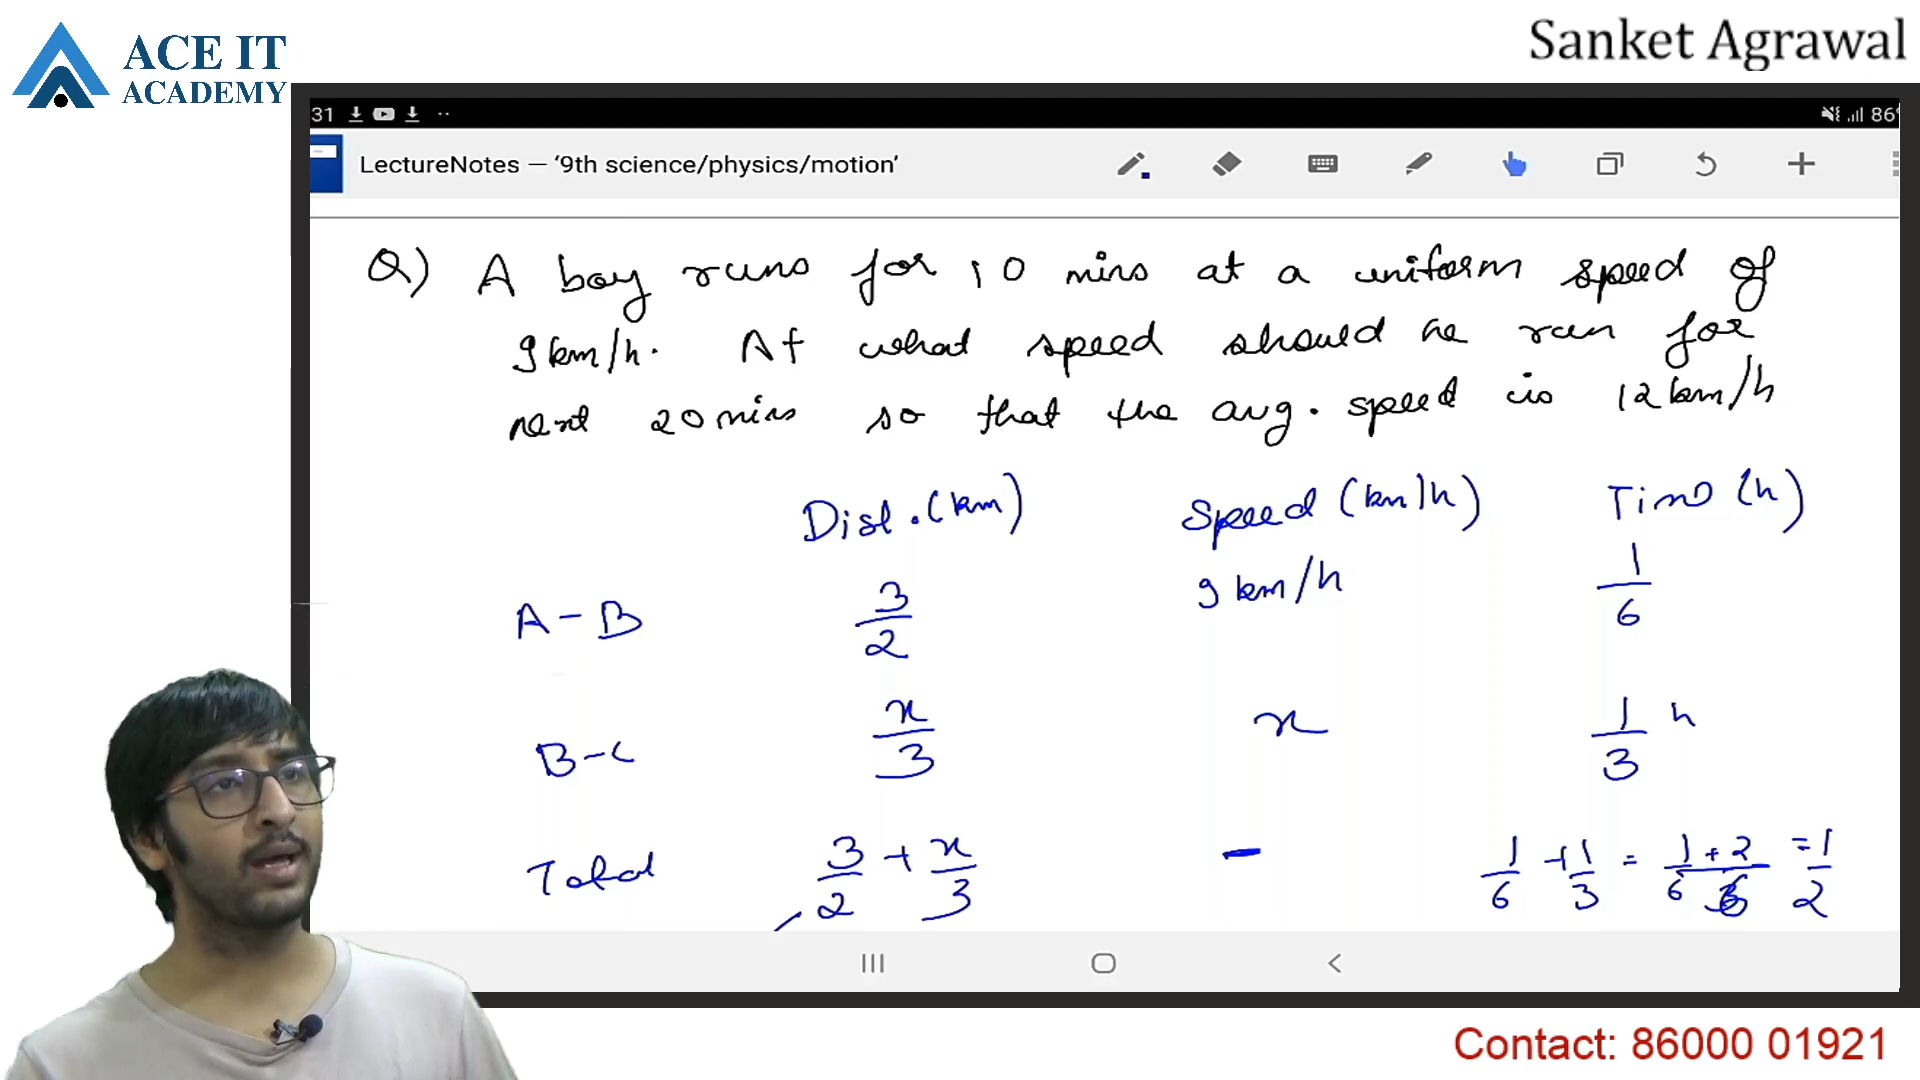 ACE IT
ACADEMY
Sanket Agrawal
31 86
LectureNotes – ‘9th science/physics/motion’
Q) A boy runs for 10 mins at a uniform speed of
9 km/h. At what speed should he run for
next 20 mins so that the avg. speed is 12 km/h
Dist. (km) Speed (km/h) Time (h)
A - B 3/2 9 km/h 1/6
B - C x/3 x 1/3 h
Total 3/2 + x/3 - 1/6 + 1/3 = 1/6 + 2/6 = 1/2
Contact: 86000 01921